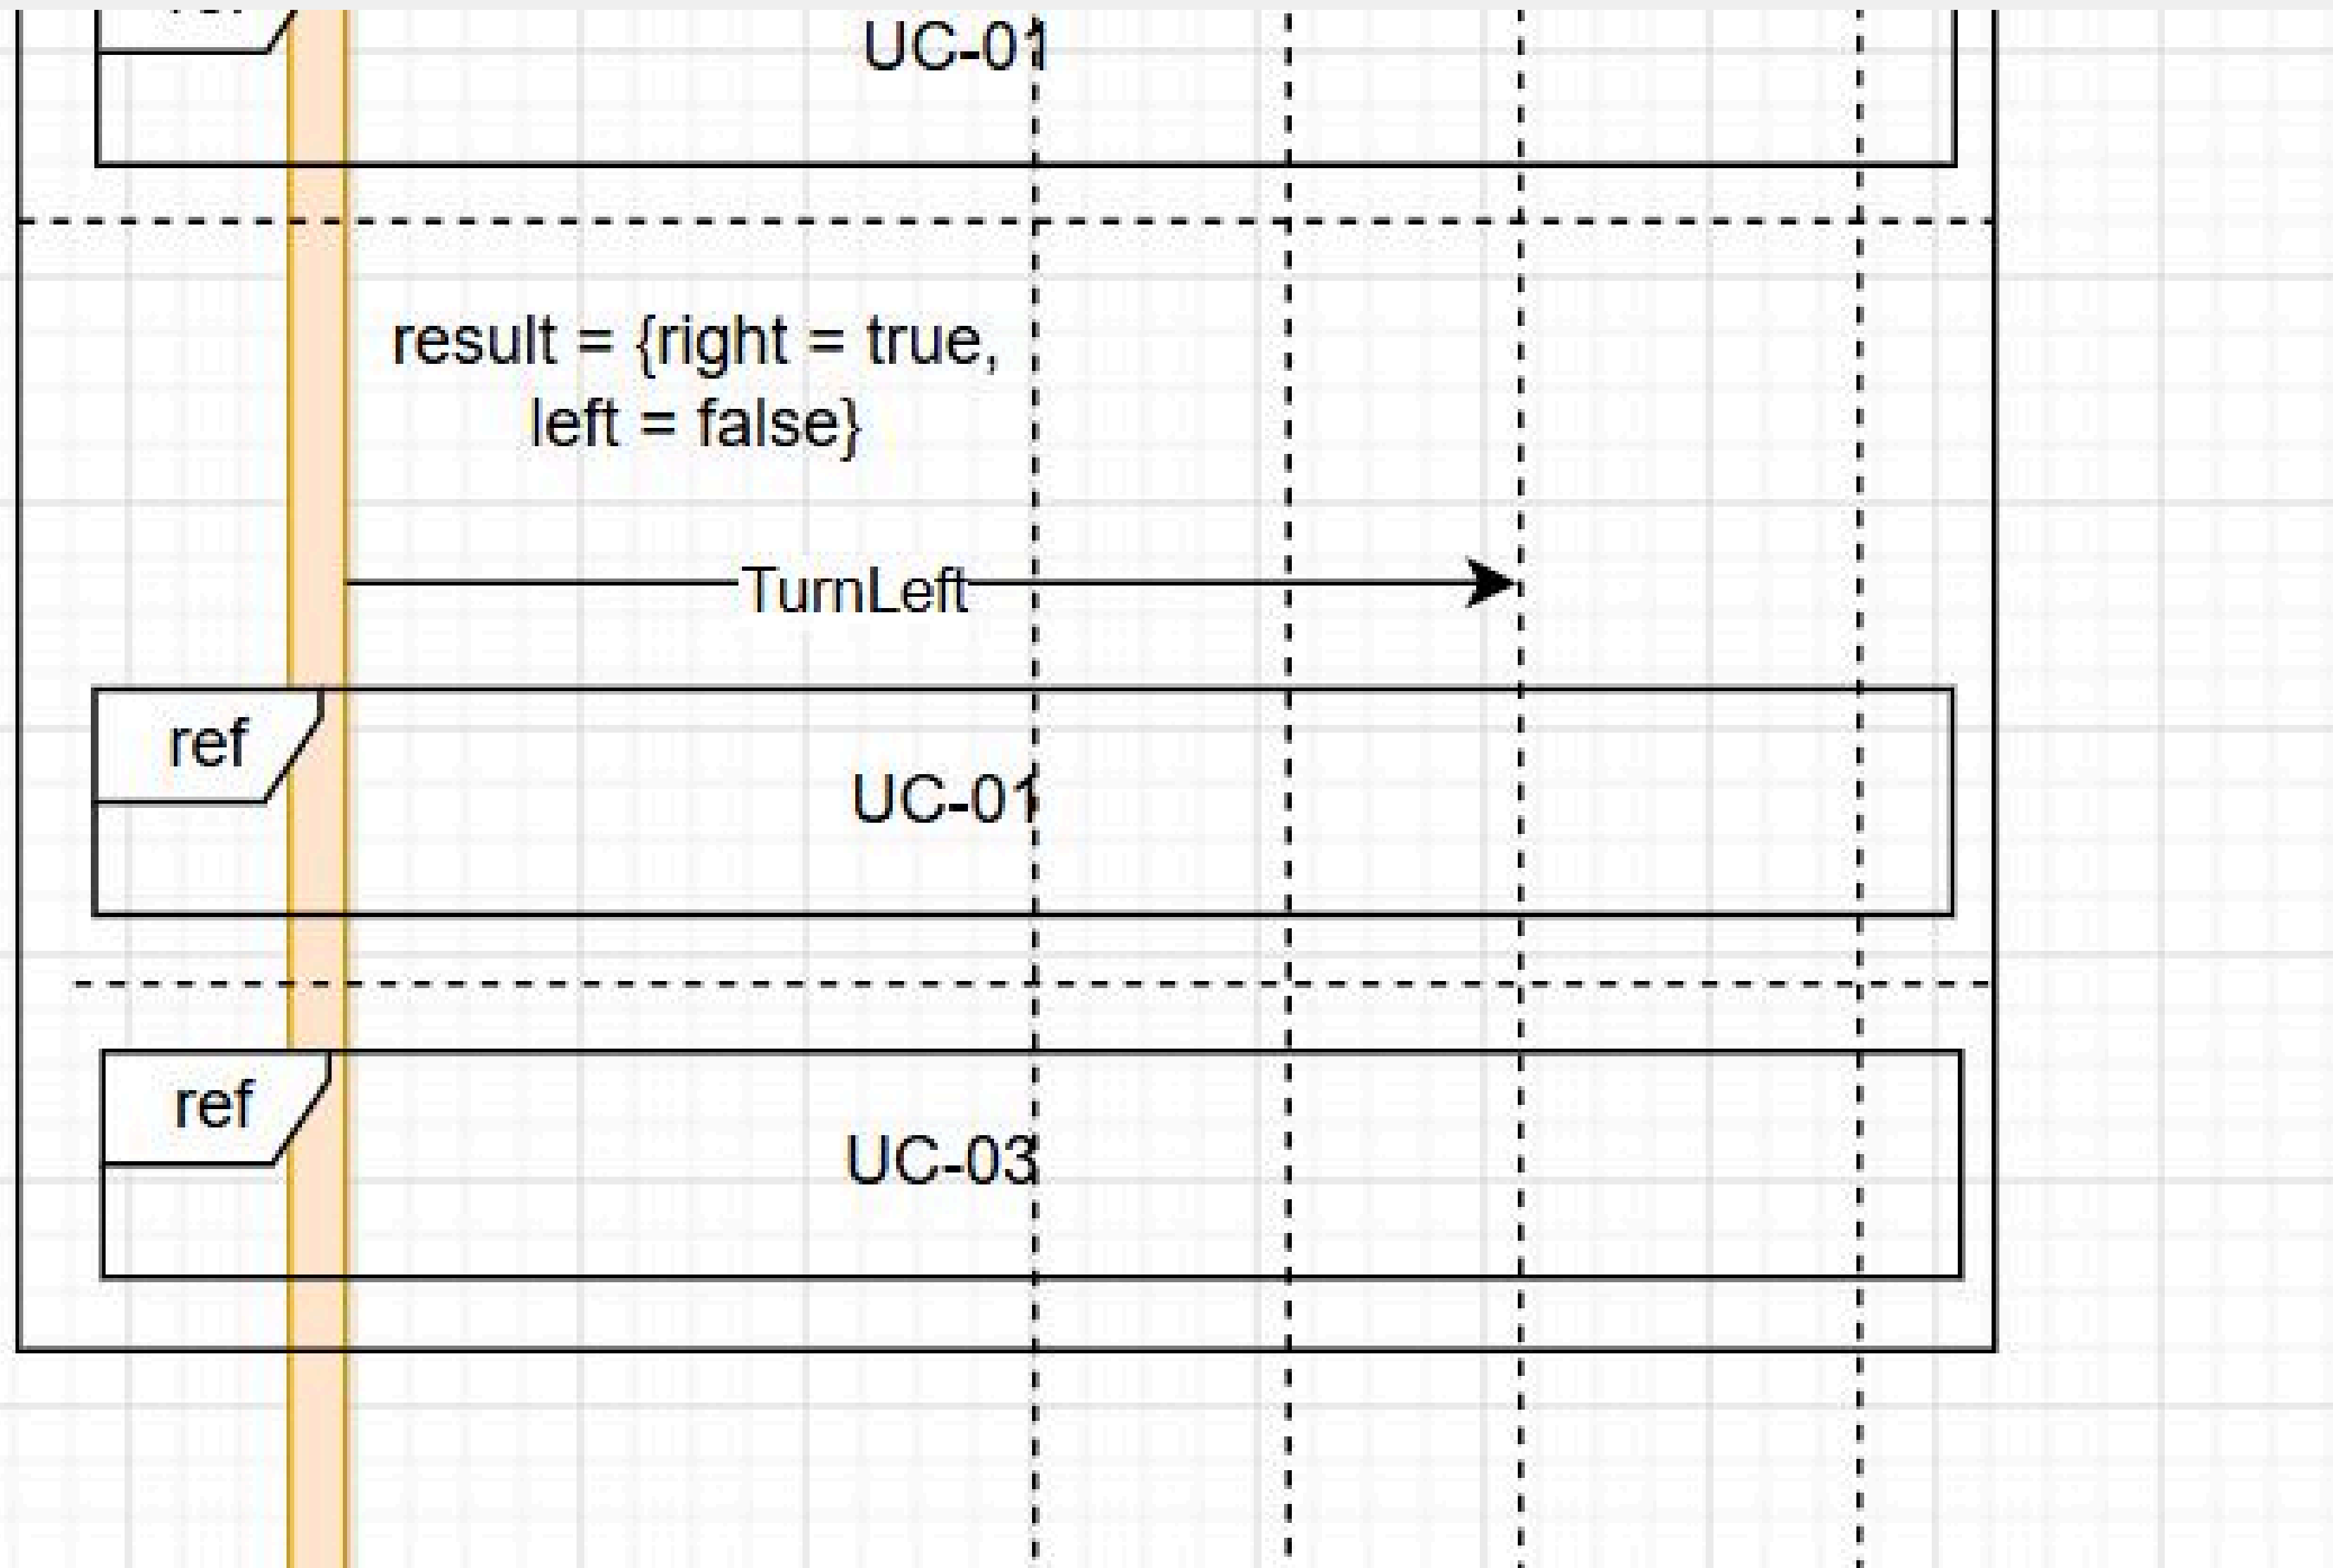 UC-01
result = {right = true,
left = false}
TurnLeft
ref
UC-01
ref
UC-03